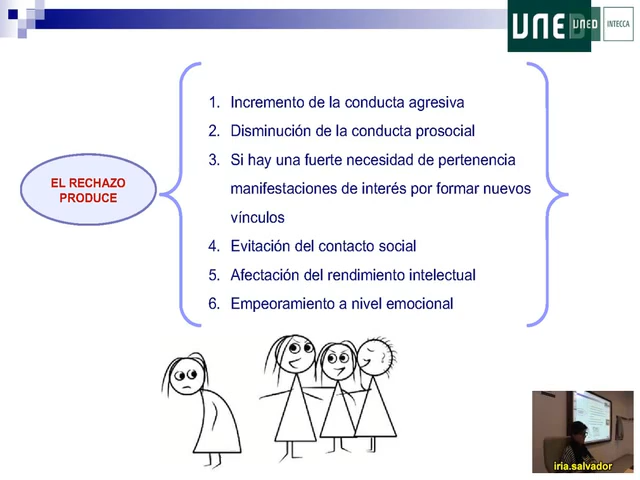 UNED
UNED
INTECCA
1. Incremento de la conducta agresiva
2. Disminución de la conducta prosocial
3. Si hay una fuerte necesidad de pertenencia
manifestaciones de interés por formar nuevos
vínculos
4. Evitación del contacto social
5. Afectación del rendimiento intelectual
6. Empeoramiento a nivel emocional
EL RECHAZO
PRODUCE
iria.salvador